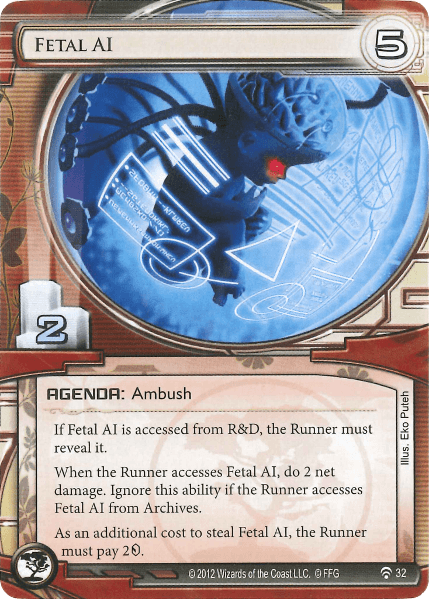 FETAL AI
5
2
AGENDA: Ambush
If Fetal AI is accessed from R&D, the Runner must
reveal it.
When the Runner accesses Fetal AI, do 2 net
damage. Ignore this ability if the Runner accesses
Fetal AI from Archives.
As an additional cost to steal Fetal AI, the Runner
must pay 2.
Illus. Eko Puteh
© 2012 Wizards of the Coast LLC. © FFG
32